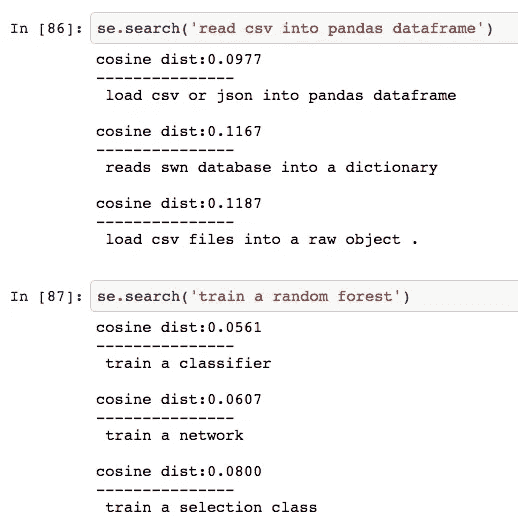 In [86]: se.search('read csv into pandas dataframe')
cosine dist:0.0977
---------------
load csv or json into pandas dataframe
cosine dist:0.1167
---------------
reads swn database into a dictionary
cosine dist:0.1187
---------------
load csv files into a raw object .
In [87]: se.search('train a random forest')
cosine dist:0.0561
---------------
train a classifier
cosine dist:0.0607
---------------
train a network
cosine dist:0.0800
---------------
train a selection class